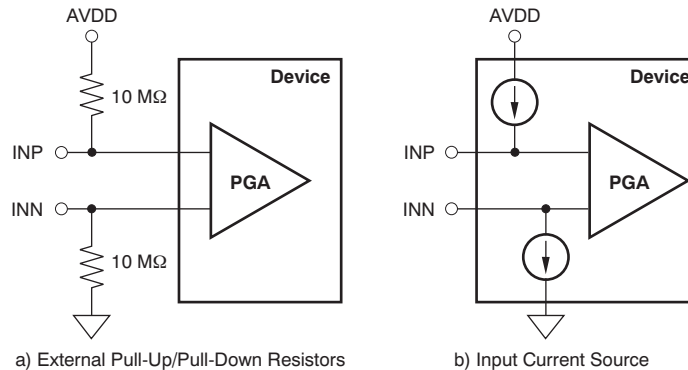 AVDD
Device
10 MΩ
INP
PGA
INN
10 MΩ
a) External Pull-Up/Pull-Down Resistors
AVDD
Device
INP
PGA
INN
b) Input Current Source